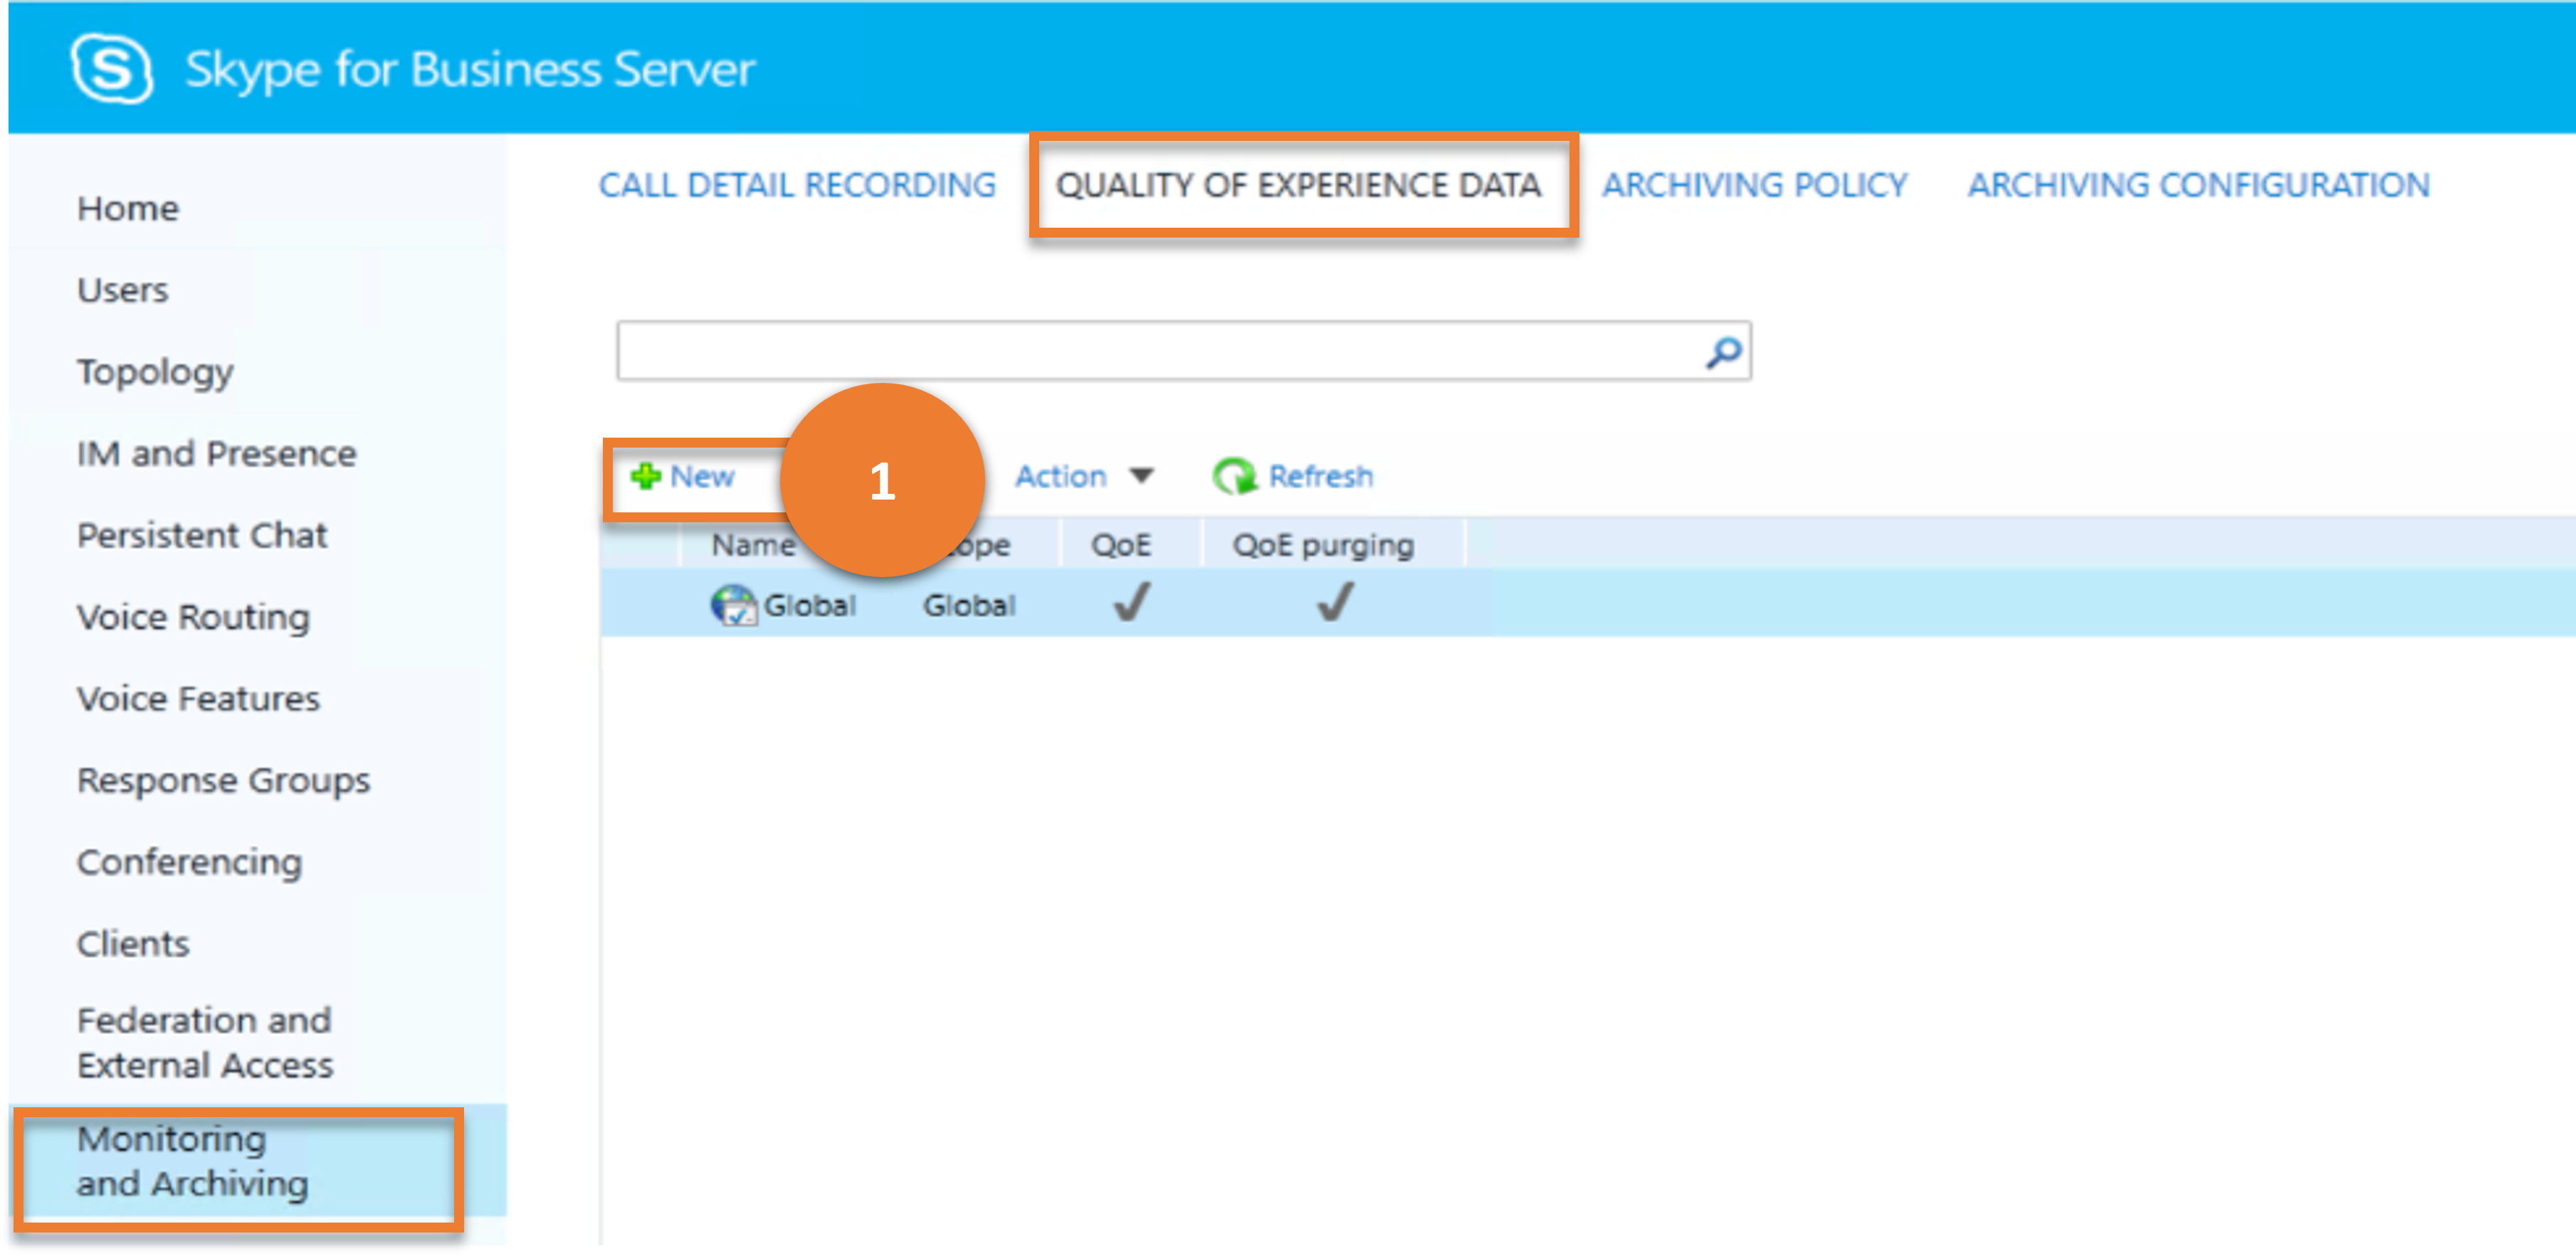 Skype for Business Server
CALL DETAIL RECORDING QUALITY OF EXPERIENCE DATA ARCHIVING POLICY ARCHIVING CONFIGURATION
Home
Users
Topology
IM and Presence
Persistent Chat
Voice Routing
Voice Features
Response Groups
Conferencing
Clients
Federation and
External Access
Monitoring
and Archiving
New 1 Action Refresh
Name QoE QoE purging
Global Global